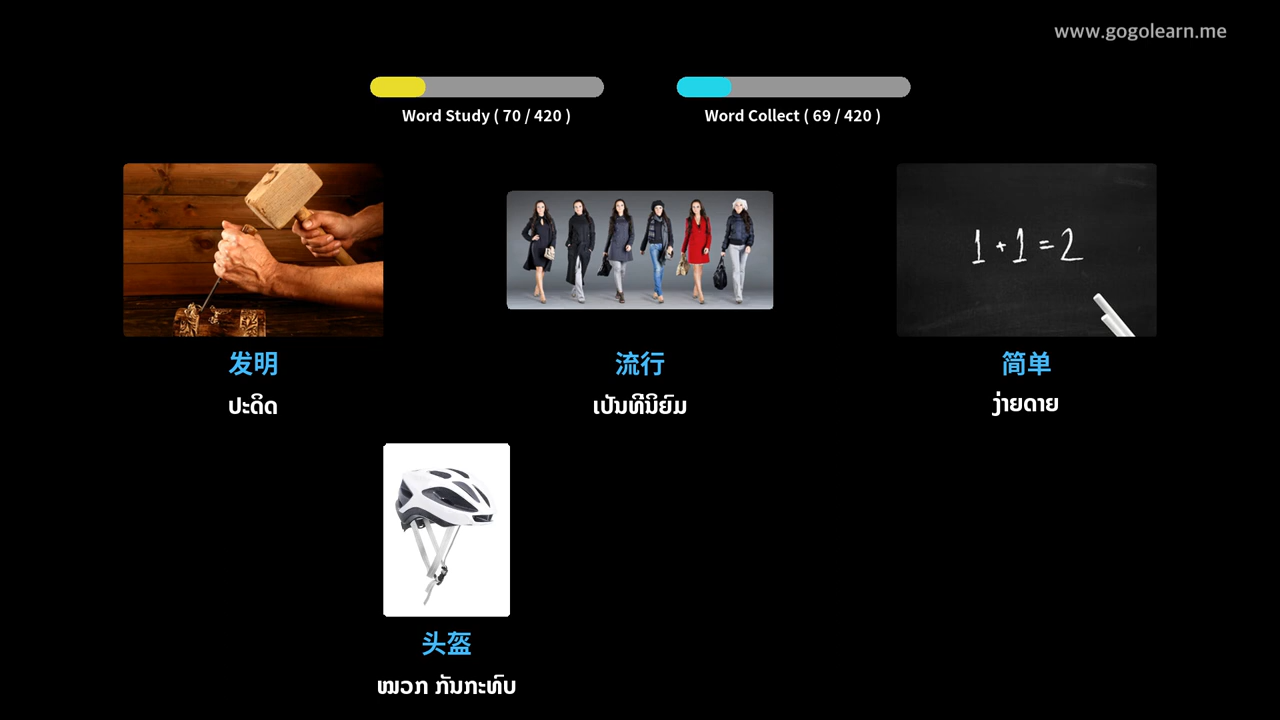 www.gogolearn.me
Word Study ( 70 / 420 )
Word Collect ( 69 / 420 )
1 + 1 = 2
发明
流行
简单
ປະດິດ
ເປັນທີນິຍົມ
ງ່າຍດາຍ
头盔
ໝວກ ກັນກະທົບ